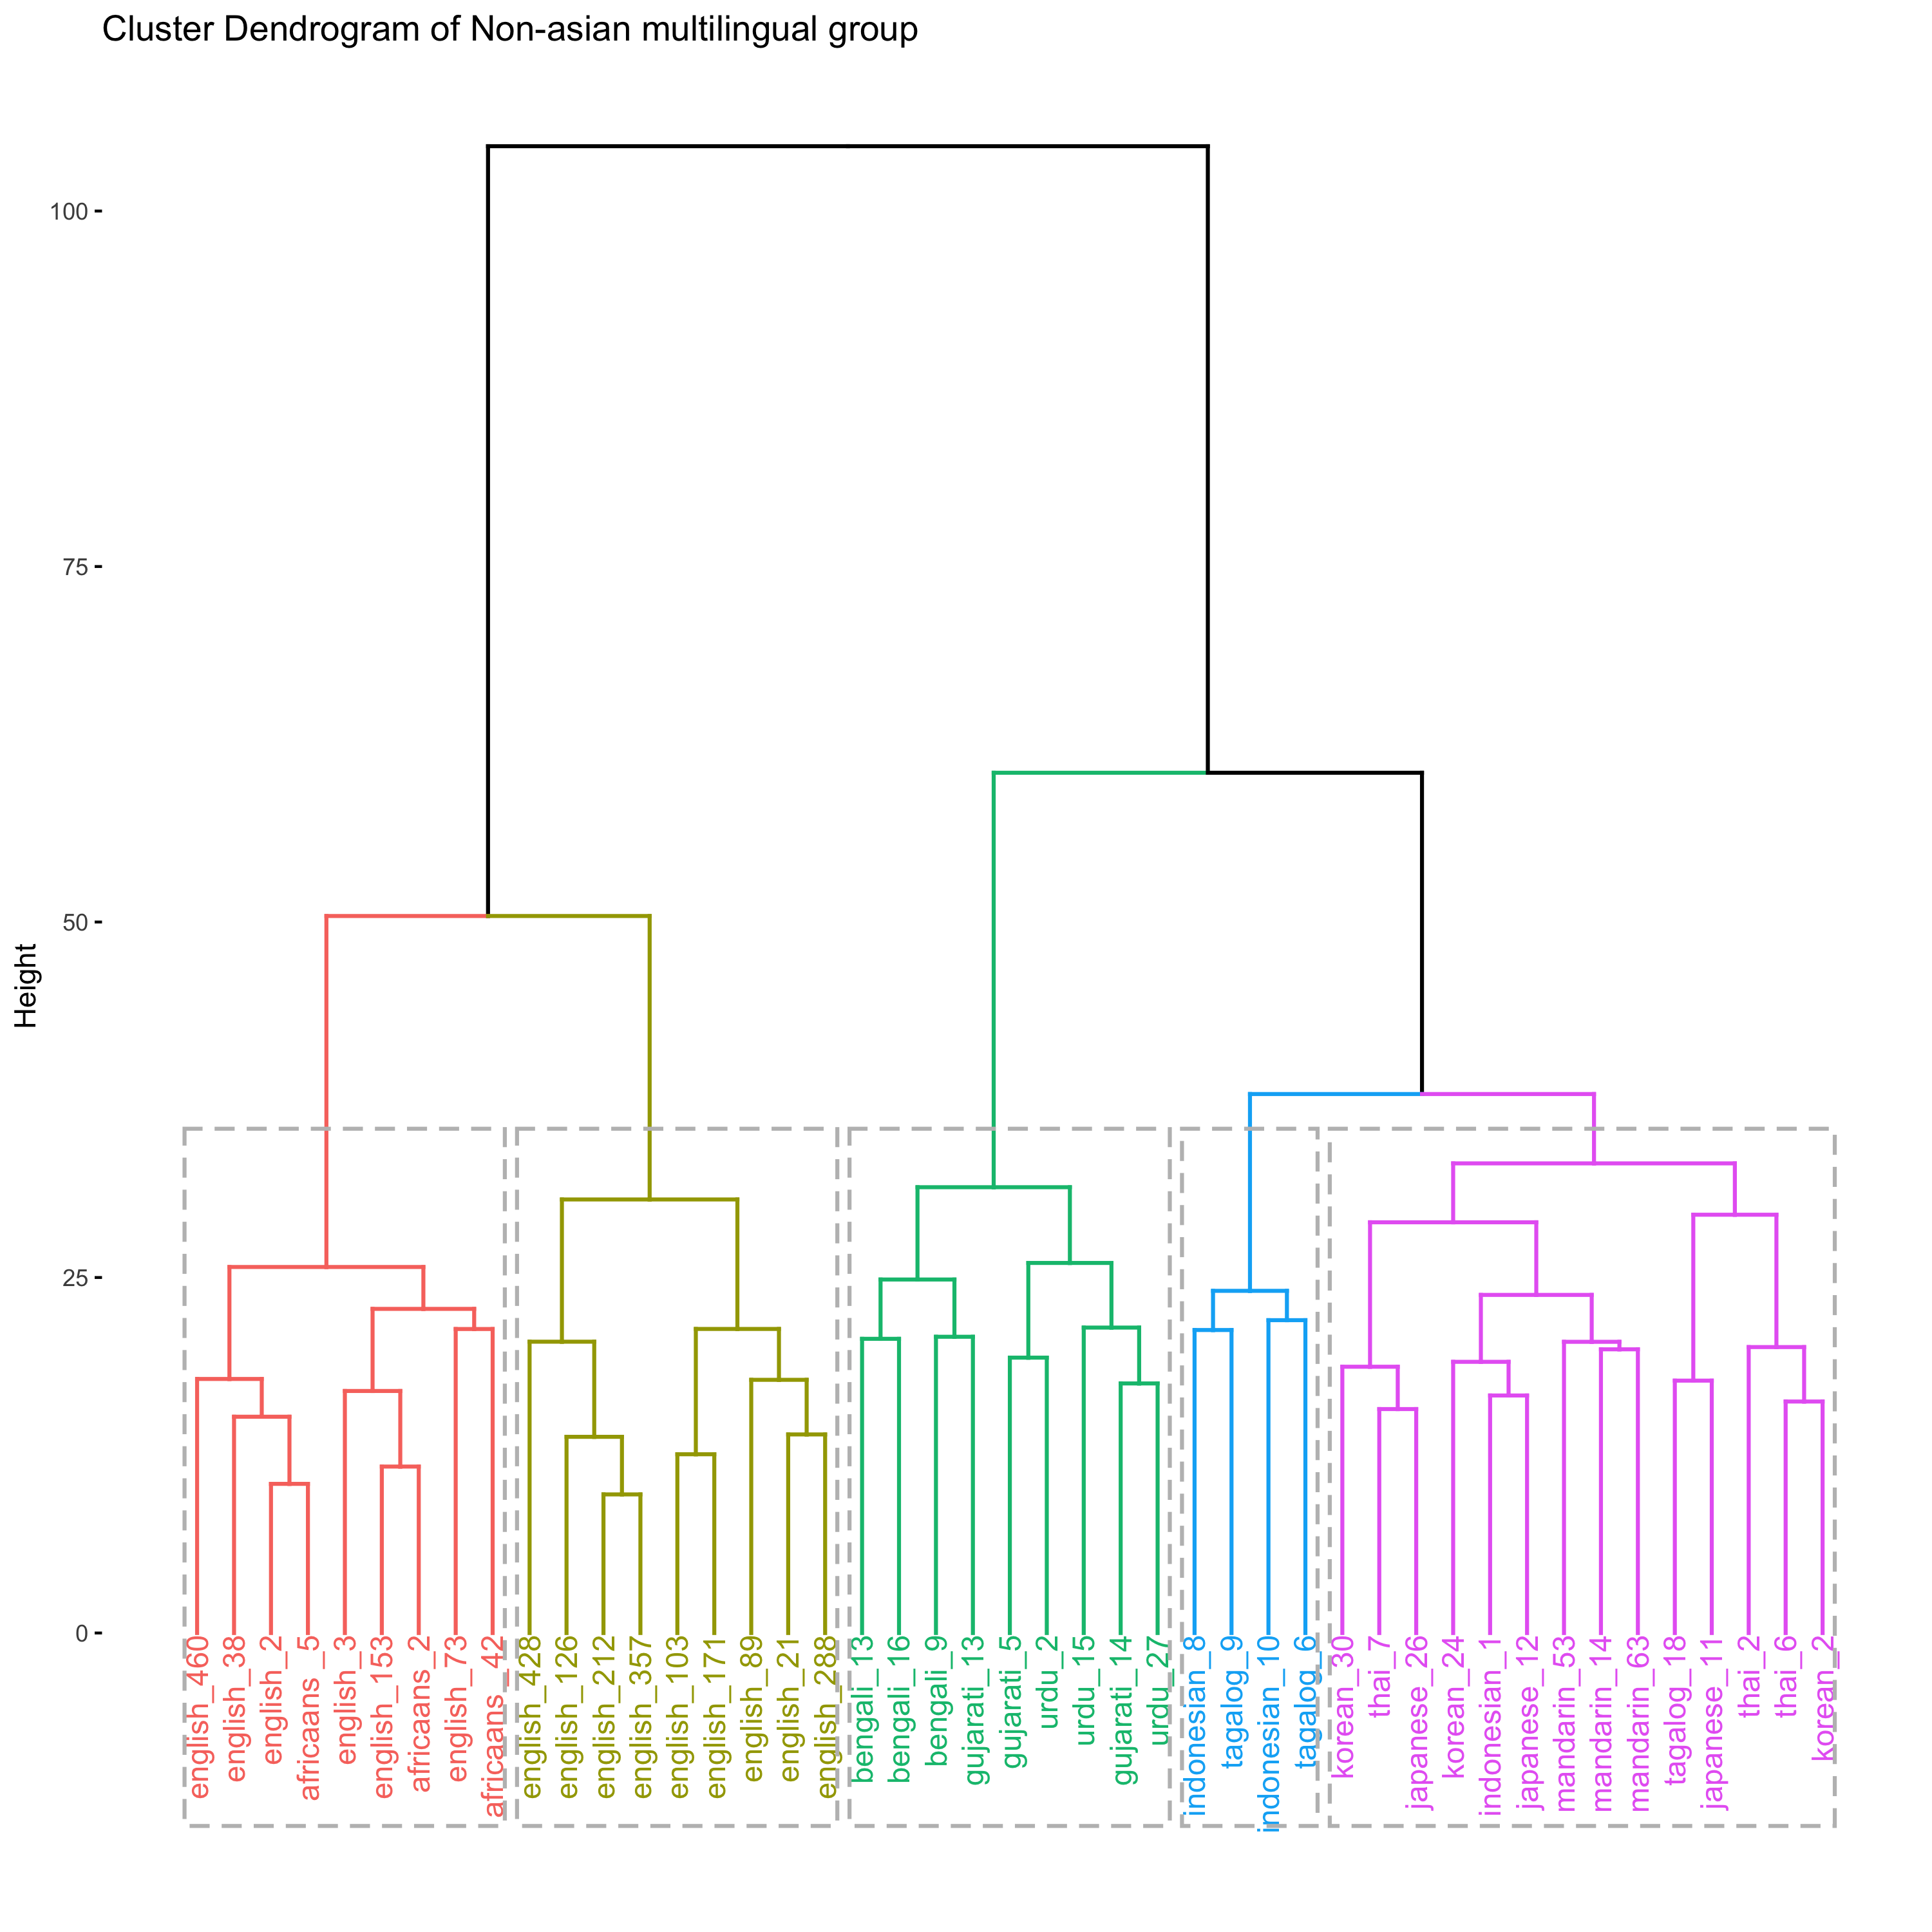 Cluster Dendrogram of Non-asian multilingual group
100
75
50
25
0
Height
english_460
english_38
english_2
africaans _5
english_3
english_153
africaans_2
english_73
africaans_42
english_428
english_126
english_212
english_357
english_103
english_171
english_89
english_21
english_288
bengali_13
bengali_16
bengali_9
gujarati_13
gujarati_5
urdu_2
urdu_15
gujarati_14
urdu_27
indonesian_8
tagalog_9
indonesian_10
tagalog_6
korean_30
thai_7
japanese_26
korean_24
indonesian_1
japanese_12
mandarin_53
mandarin_14
mandarin_63
tagalog_18
japanese_11
thai_2
thai_6
korean_2